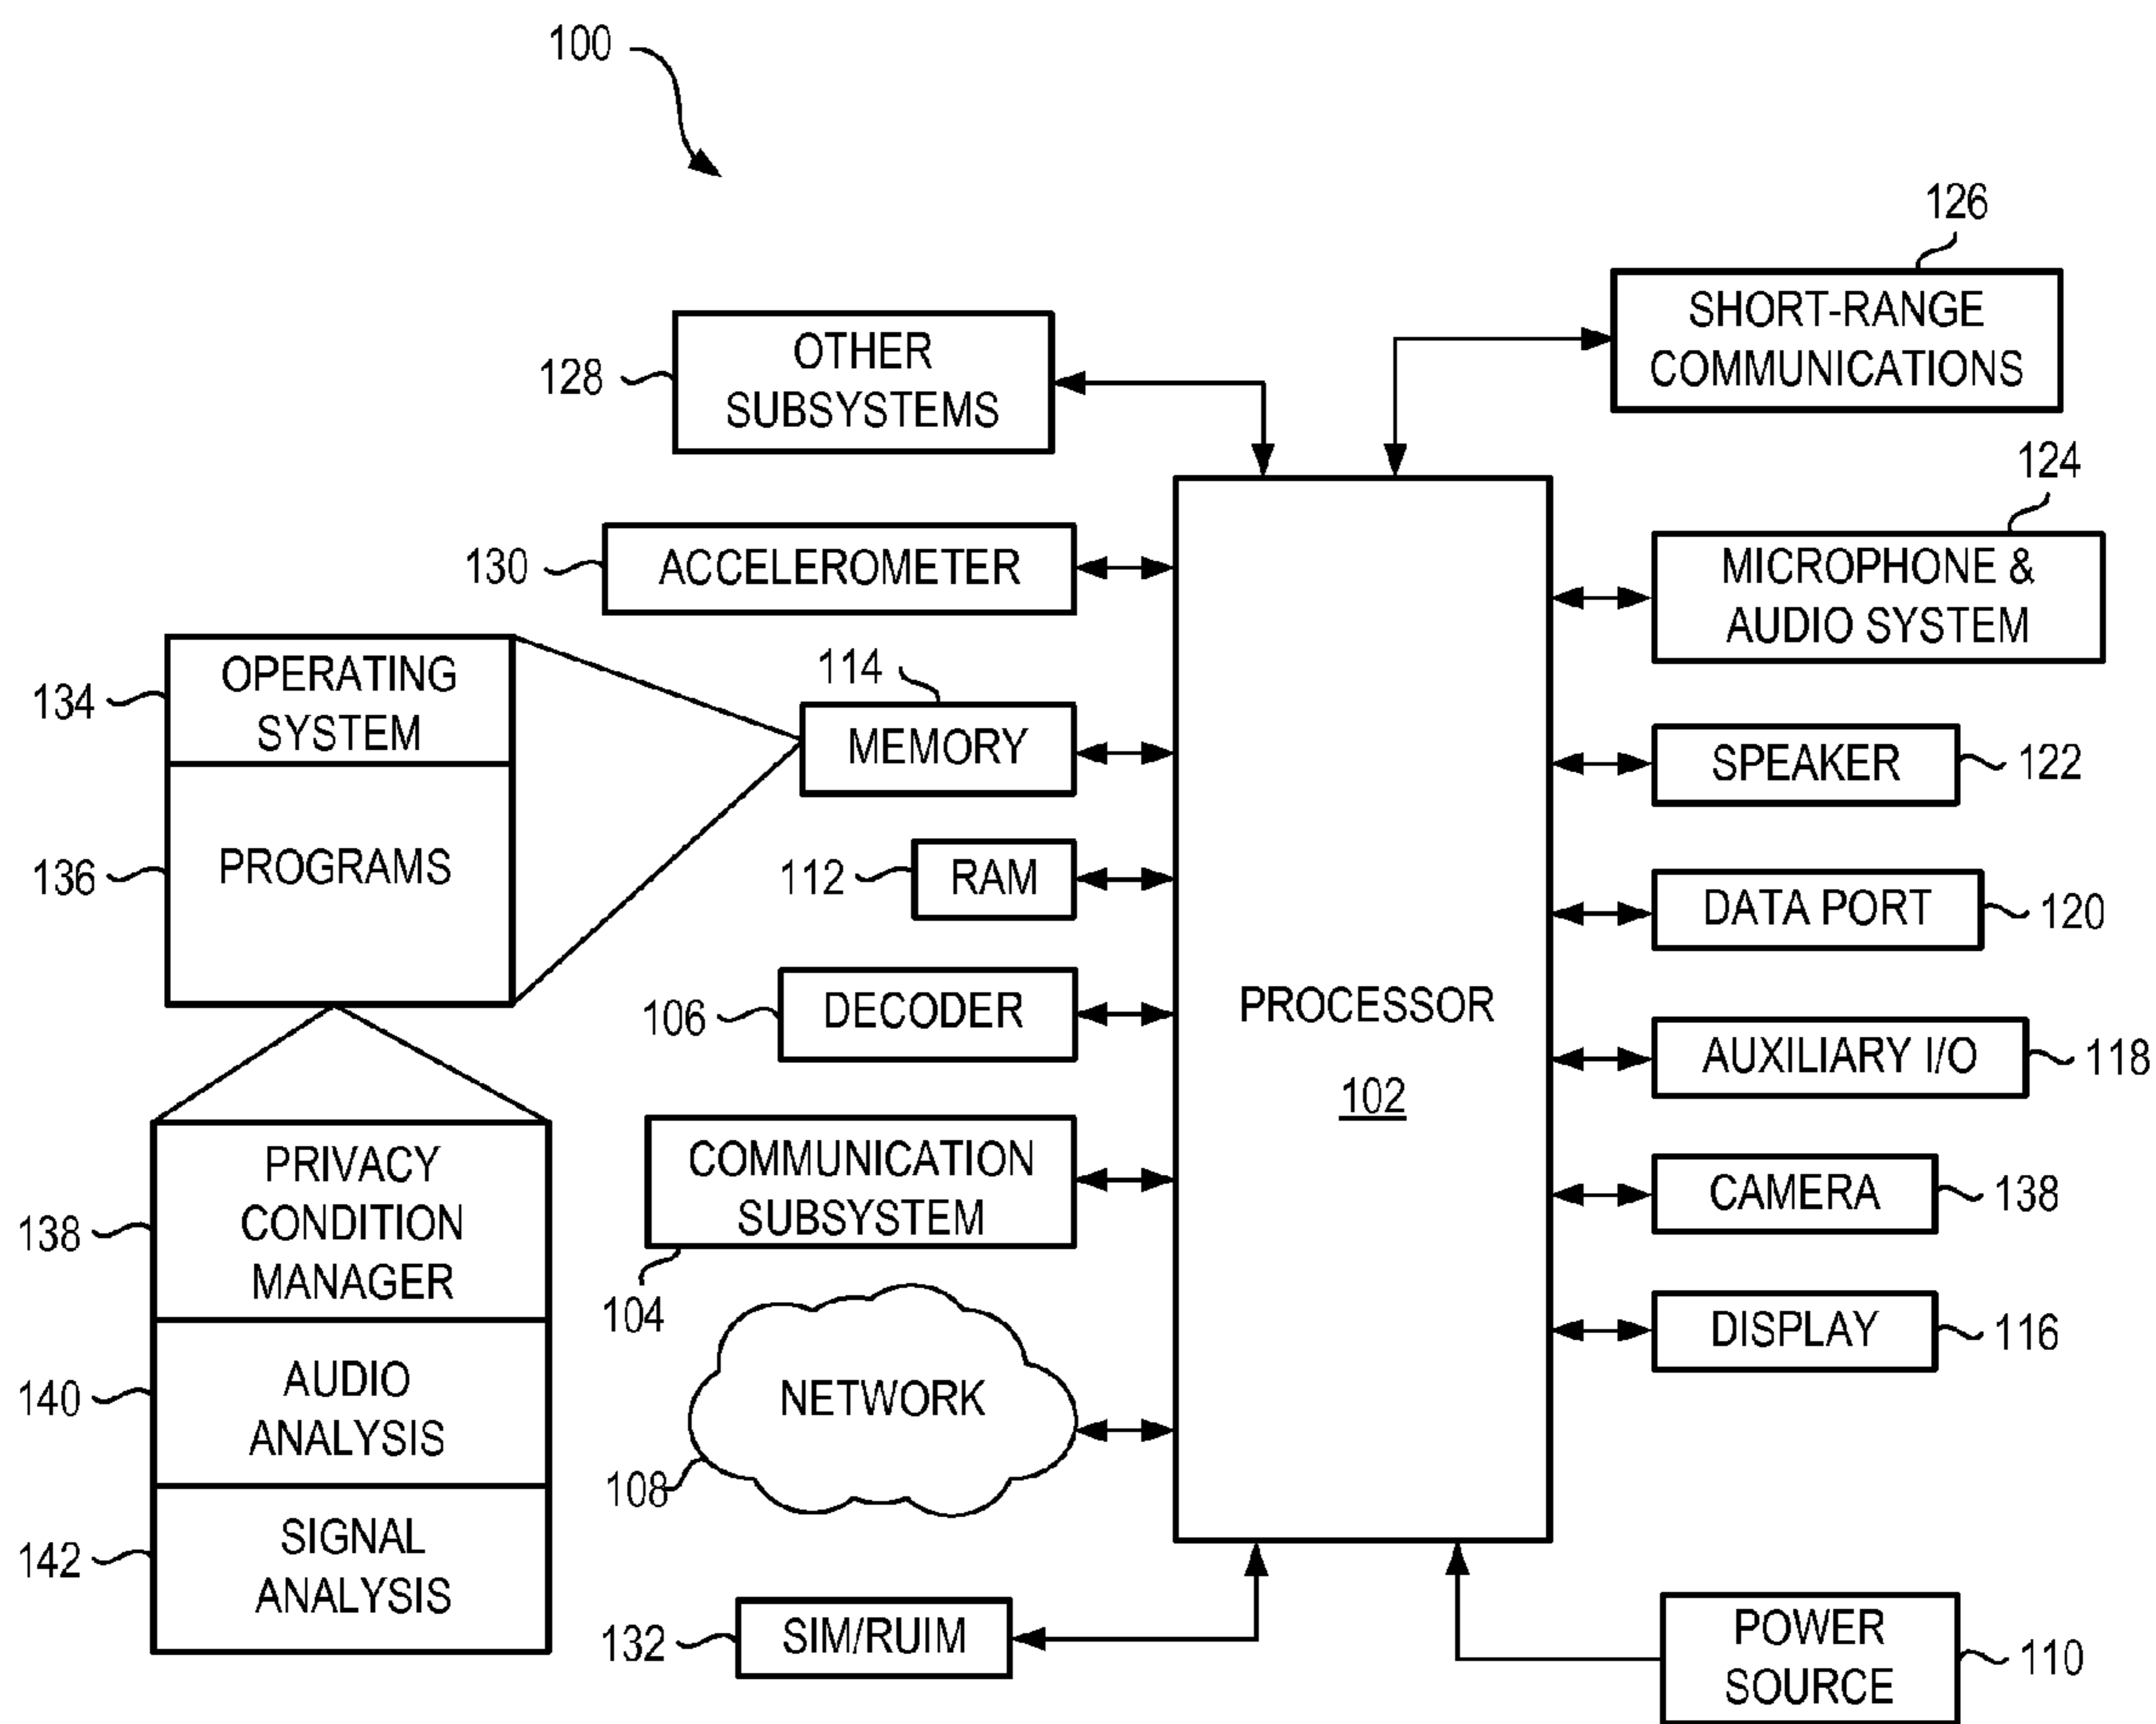 100
126
SHORT-RANGE
COMMUNICATIONS
OTHER
SUBSYSTEMS
128
124
MICROPHONE &
AUDIO SYSTEM
130
ACCELEROMETER
134
OPERATING
SYSTEM
114
MEMORY
SPEAKER
122
136
PROGRAMS
112
RAM
DATA PORT
120
106
DECODER
PROCESSOR
102
AUXILIARY I/O
118
COMMUNICATION
SUBSYSTEM
104
CAMERA
138
138
PRIVACY
CONDITION
MANAGER
DISPLAY
116
140
AUDIO
ANALYSIS
NETWORK
108
142
SIGNAL
ANALYSIS
132
SIM/RUIM
POWER
SOURCE
110